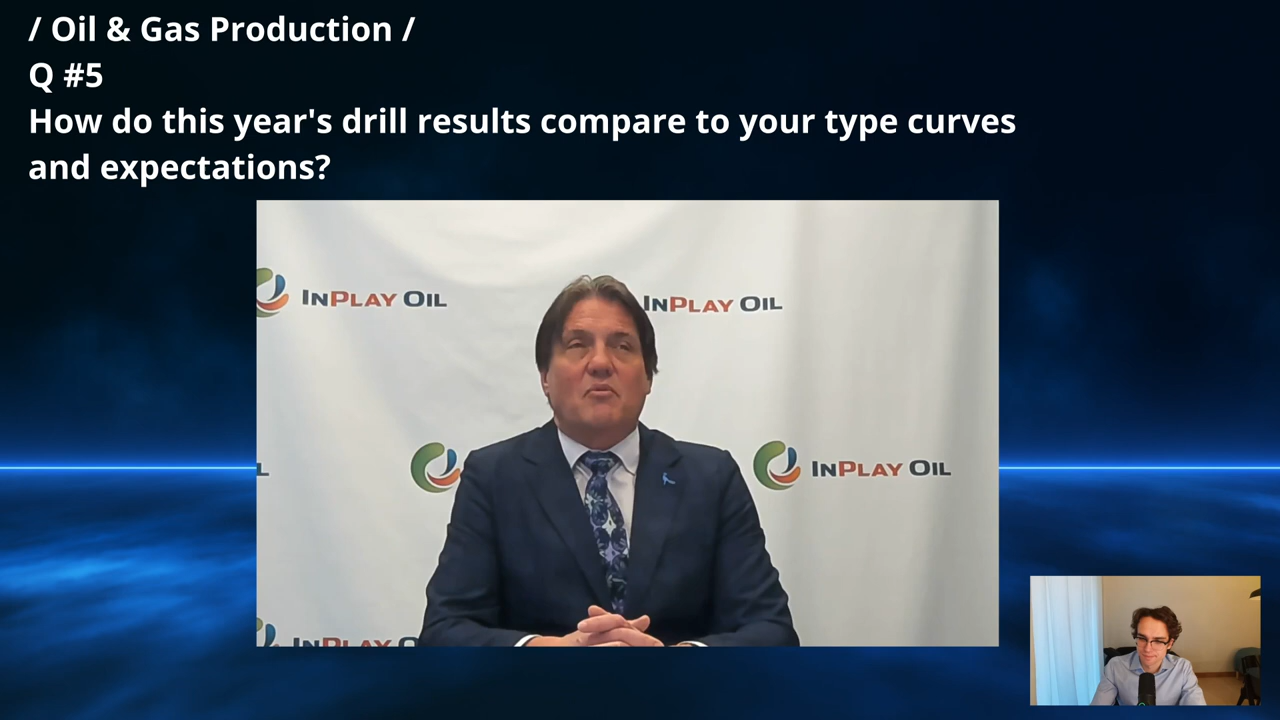 / Oil & Gas Production /
Q #5
How do this year's drill results compare to your type curves
and expectations?
INPLAY OIL
INPLAY OIL
L
INPLAY OIL
INPLAY O